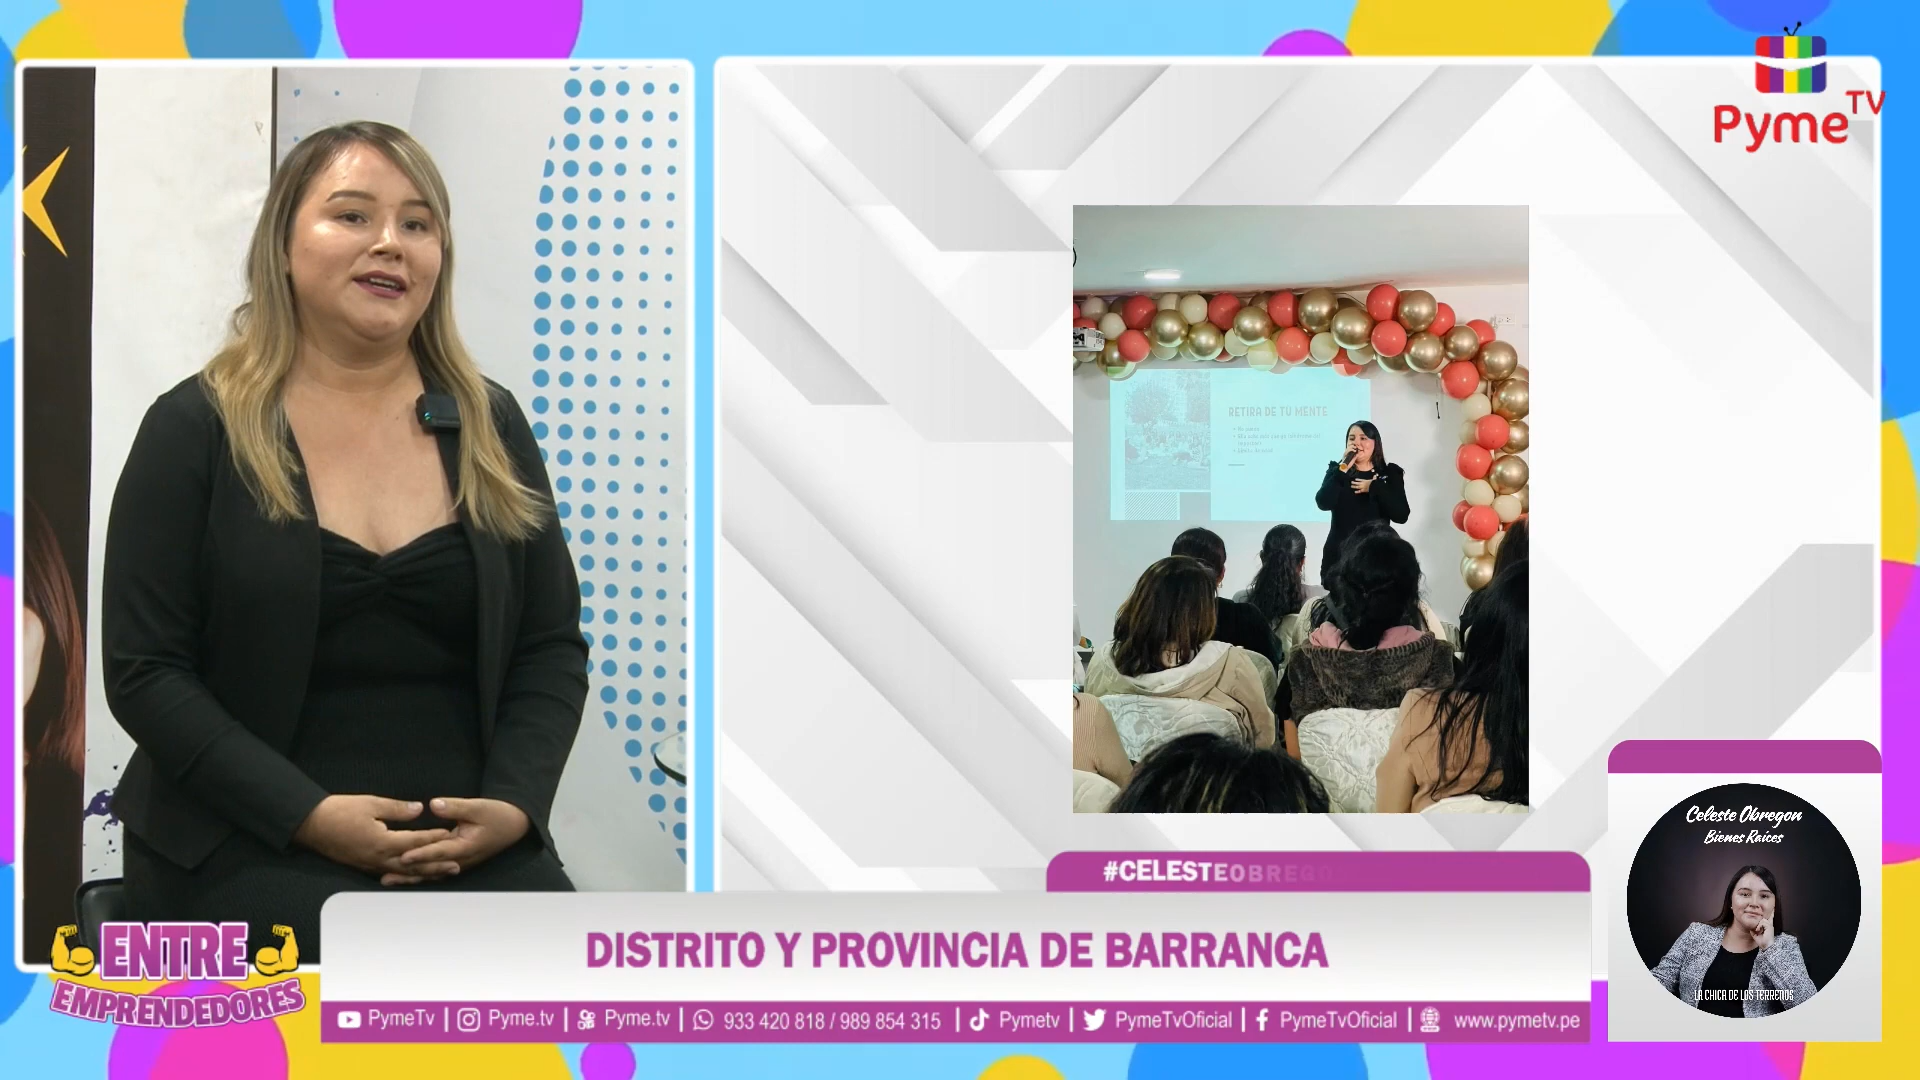 Pyme TV
RETIRA DE TU MENTE
#CELESTEOBREG
DISTRITO Y PROVINCIA DE BARRANCA
ENTRE
EMPRENDEDORES
PymeTv | Pyme.tv | Pyme.tv | 933 420 818 / 989 854 315 | Pymetv | PymeTvOficial | PymeTvOficial | www.pymetv.pe
Celeste Obregon
Bienes Raíces
LA CHICA DE LOS TERRENOS